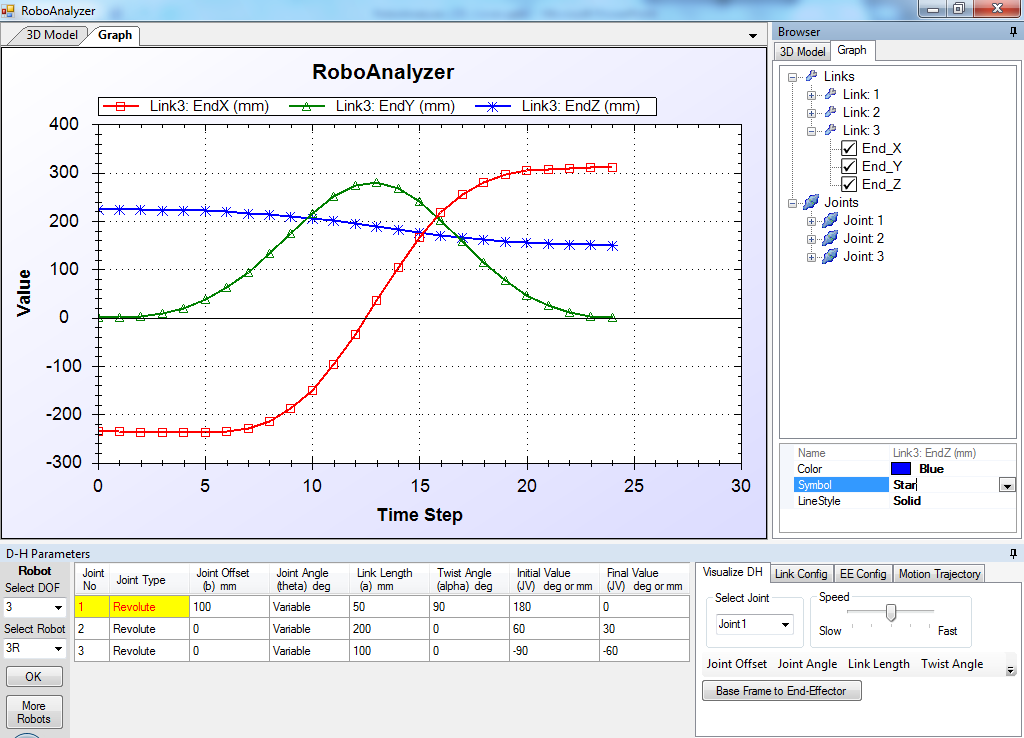 RoboAnalyzer
3D Model Graph
RoboAnalyzer
Link3: EndX (mm) Link3: EndY (mm) Link3: EndZ (mm)
400
300
200
100
0
-100
-200
-300
Value
0 5 10 15 20 25 30
Time Step
Browser
3D Model Graph
Links
Link: 1
Link: 2
Link: 3
End_X
End_Y
End_Z
Joints
Joint: 1
Joint: 2
Joint: 3
Name Link3: EndZ (mm)
Color Blue
Symbol Star
LineStyle Solid
D-H Parameters
Robot
Select DOF
3
Select Robot
3R
OK
More
Robots
Joint Joint Type Joint Offset Joint Angle Link Length Twist Angle Initial Value Final Value
No (b) mm (theta) deg (a) mm (alpha) deg (JV) deg or mm (JV) deg or mm
1 Revolute 100 Variable 50 90 180 0
2 Revolute 0 Variable 200 0 60 30
3 Revolute 0 Variable 100 0 -90 -60
Visualize DH Link Config EE Config Motion Trajectory
Select Joint
Joint1
Speed
Slow Fast
Joint Offset Joint Angle Link Length Twist Angle
Base Frame to End-Effector